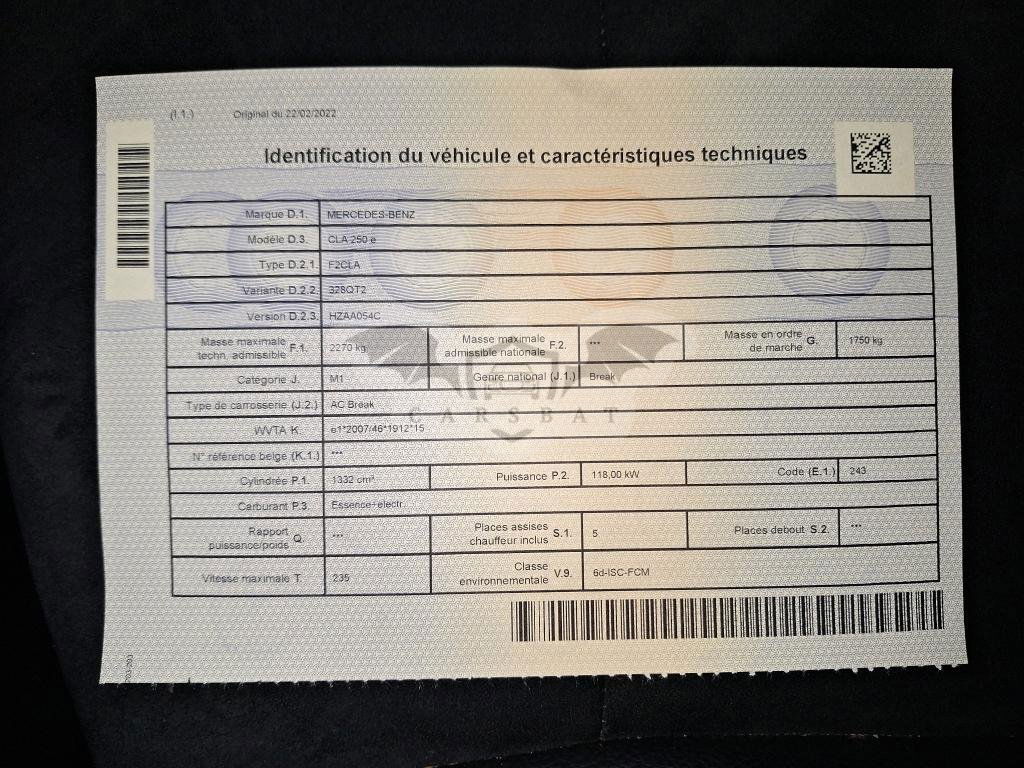 (I.1.) Original du 22/02/2022
Identification du véhicule et caractéristiques techniques
Marque D.1. MERCEDES-BENZ
Modèle D.3. CLA 250 e
Type D.2.1 F2CLA
Variante D.2.2. 328QT2
Version D.2.3. HZAA054C
Masse maximale techn. admissible F.1. 2270 kg Masse maximale admissible nationale F.2. *** Masse en ordre de marche G. 1750 kg
Catégorie J. M1 Genre national (J.1.) Break
Type de carrosserie (J.2.) AC Break
CARSBAT
WVTA K. e1*2007/46*1912*15
N° référence belge (K.1.) ***
Cylindrée P.1. 1332 cm³ Puissance P.2. 118,00 kW Code (E.1.) 243
Carburant P.3. Essence+électr.
Rapport puissance/poids Q. *** Places assises chauffeur inclus S.1. 5 Places debout S.2. ***
Vitesse maximale T. 235 Classe environnementale V.9. 6d-ISC-FCM